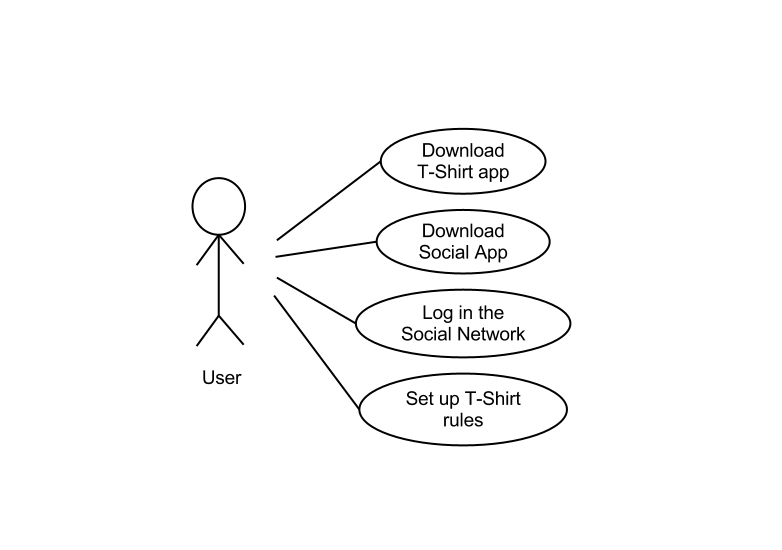 Download
T-Shirt app
Download
Social App
Log in the
Social Network
User
Set up T-Shirt
rules